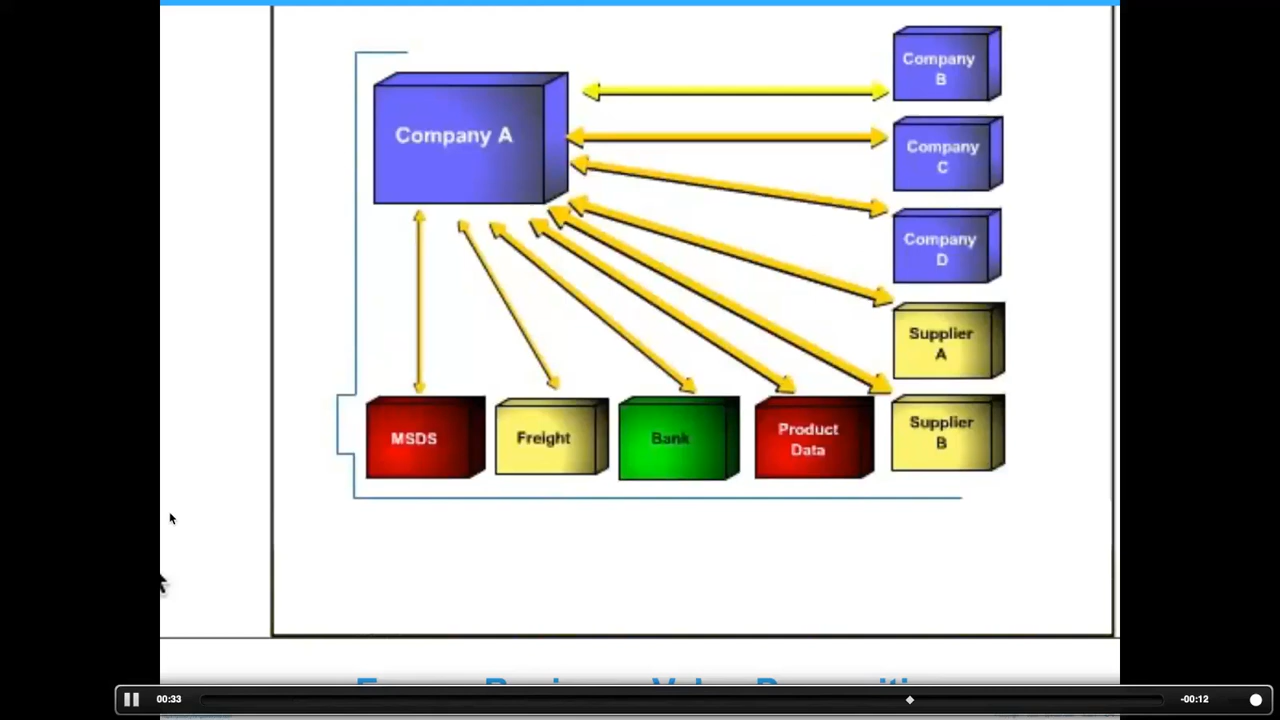 Company
B
Company A
Company
C
Company
D
Supplier
A
Supplier
B
MSDS
Freight
Bank
Product
Data
00:33
-00:12